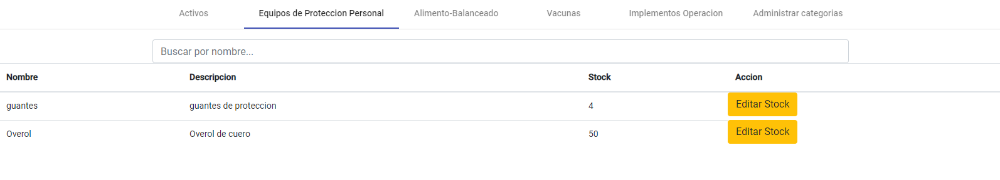 Activos Equipos de Proteccion Personal Alimento-Balanceado Vacunas Implementos Operacion Administrar categorias
Buscar por nombre...
Nombre Descripcion Stock Accion
guantes guantes de proteccion 4 Editar Stock
Overol Overol de cuero 50 Editar Stock